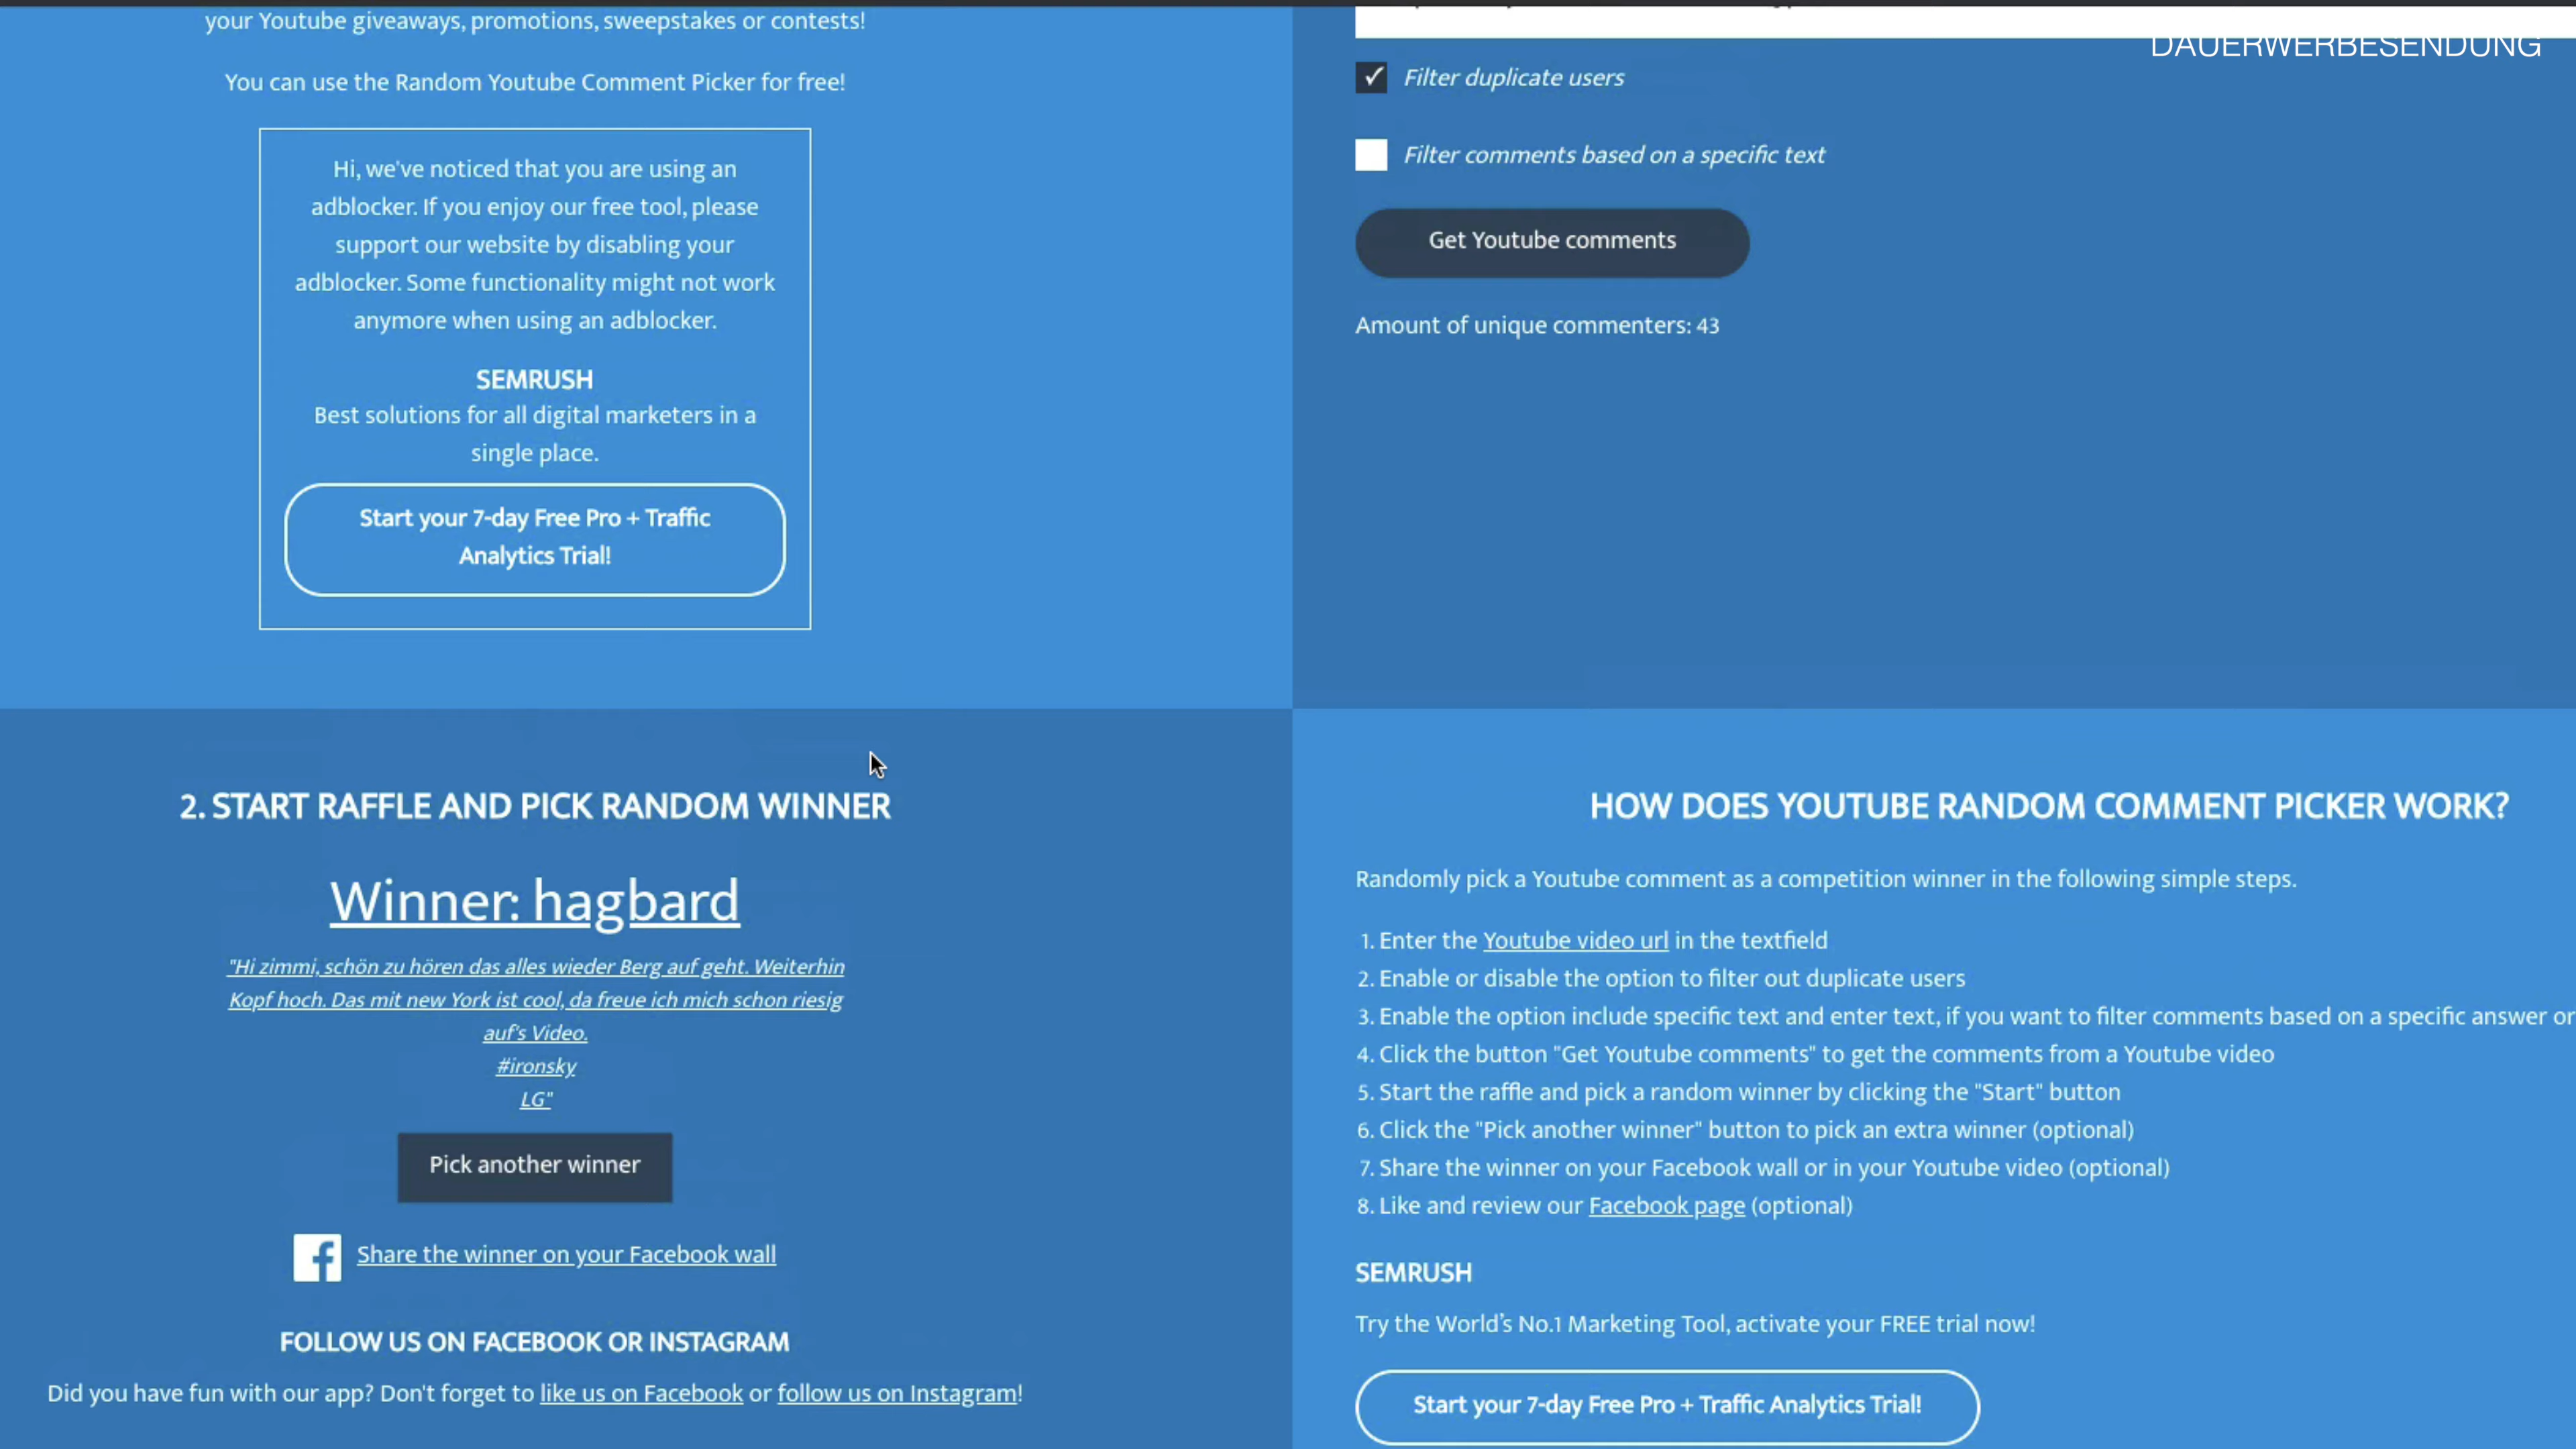 your Youtube giveaways, promotions, sweepstakes or contests!
You can use the Random Youtube Comment Picker for free!
Hi, we've noticed that you are using an
adblocker. If you enjoy our free tool, please
support our website by disabling your
adblocker. Some functionality might not work
anymore when using an adblocker.
SEMRUSH
Best solutions for all digital marketers in a
single place.
Start your 7-day Free Pro + Traffic
Analytics Trial!
DAUERWERBESENDUNG
Filter duplicate users
Filter comments based on a specific text
Get Youtube comments
Amount of unique commenters: 43
2. START RAFFLE AND PICK RANDOM WINNER
Winner: hagbard
"Hi zimmi, schön zu hören das alles wieder Berg auf geht. Weiterhin
Kopf hoch. Das mit new York ist cool, da freue ich mich schon riesig
auf's Video.
#ironsky
LG"
Pick another winner
Share the winner on your Facebook wall
FOLLOW US ON FACEBOOK OR INSTAGRAM
Did you have fun with our app? Don't forget to like us on Facebook or follow us on Instagram!
HOW DOES YOUTUBE RANDOM COMMENT PICKER WORK?
Randomly pick a Youtube comment as a competition winner in the following simple steps.
1. Enter the Youtube video url in the textfield
2. Enable or disable the option to filter out duplicate users
3. Enable the option include specific text and enter text, if you want to filter comments based on a specific answer or
4. Click the button "Get Youtube comments" to get the comments from a Youtube video
5. Start the raffle and pick a random winner by clicking the "Start" button
6. Click the "Pick another winner" button to pick an extra winner (optional)
7. Share the winner on your Facebook wall or in your Youtube video (optional)
8. Like and review our Facebook page (optional)
SEMRUSH
Try the World's No.1 Marketing Tool, activate your FREE trial now!
Start your 7-day Free Pro + Traffic Analytics Trial!